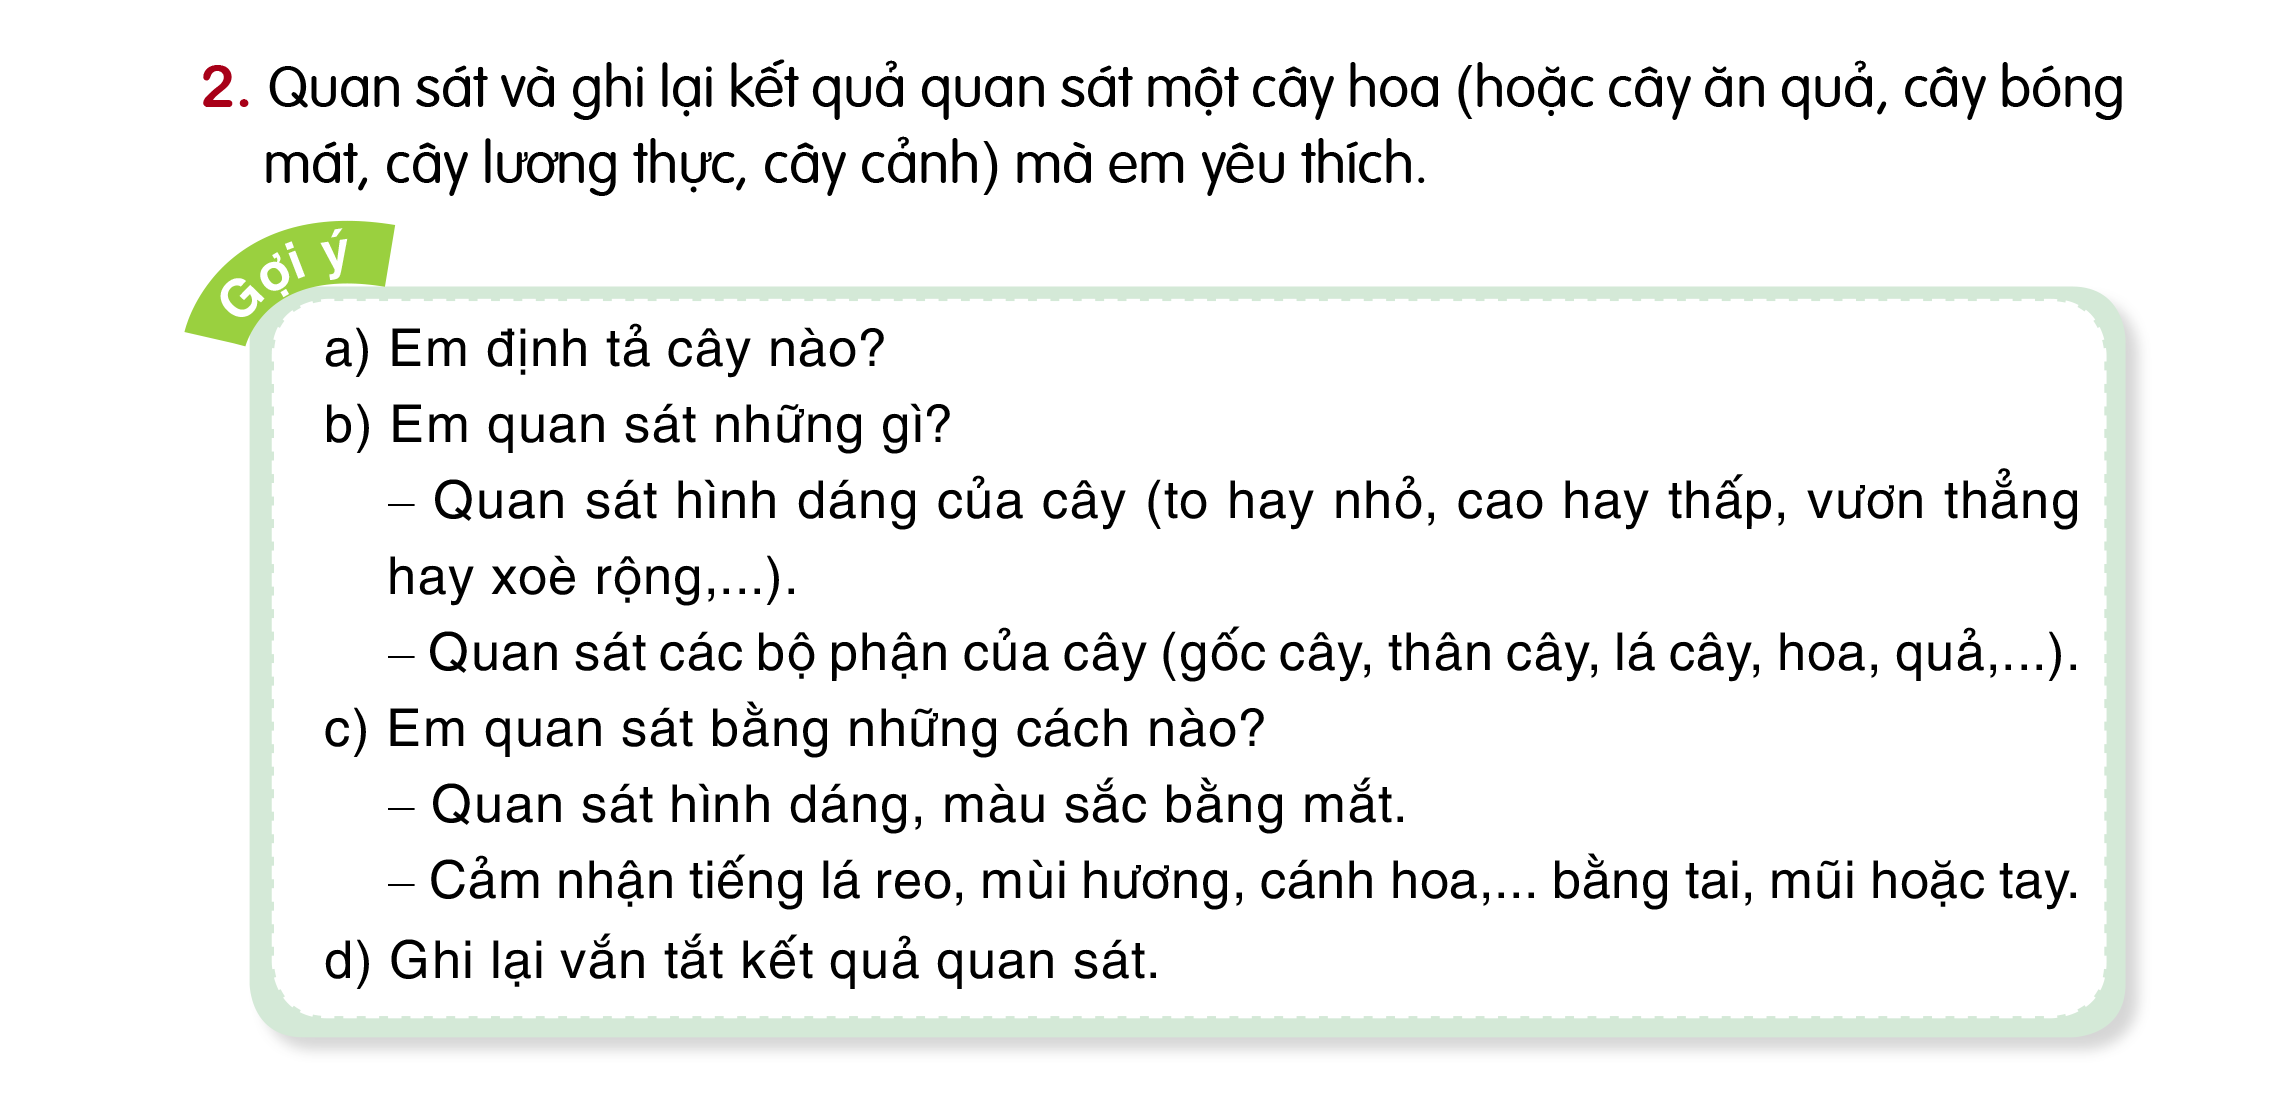 2. Quan sát và ghi lại kết quả quan sát một cây hoa (hoặc cây ăn quả, cây bóng
mát, cây lương thực, cây cảnh) mà em yêu thích.
Gợi ý
a) Em định tả cây nào?
b) Em quan sát những gì?
– Quan sát hình dáng của cây (to hay nhỏ, cao hay thấp, vươn thẳng
hay xoè rộng,...).
– Quan sát các bộ phận của cây (gốc cây, thân cây, lá cây, hoa, quả,...).
c) Em quan sát bằng những cách nào?
– Quan sát hình dáng, màu sắc bằng mắt.
– Cảm nhận tiếng lá reo, mùi hương, cánh hoa,... bằng tai, mũi hoặc tay.
d) Ghi lại vắn tắt kết quả quan sát.